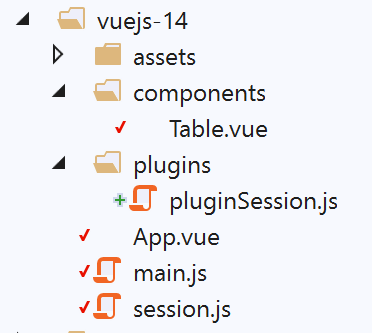 vuejs-14
assets
components
Table.vue
plugins
pluginSession.js
App.vue
main.js
session.js